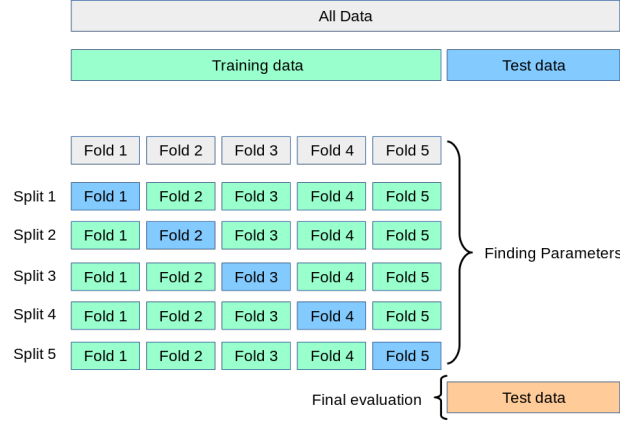 All Data
Training data Test data
Fold 1 Fold 2 Fold 3 Fold 4 Fold 5
Split 1 Fold 1 Fold 2 Fold 3 Fold 4 Fold 5
Split 2 Fold 1 Fold 2 Fold 3 Fold 4 Fold 5
Finding Parameters
Split 3 Fold 1 Fold 2 Fold 3 Fold 4 Fold 5
Split 4 Fold 1 Fold 2 Fold 3 Fold 4 Fold 5
Split 5 Fold 1 Fold 2 Fold 3 Fold 4 Fold 5
Final evaluation Test data